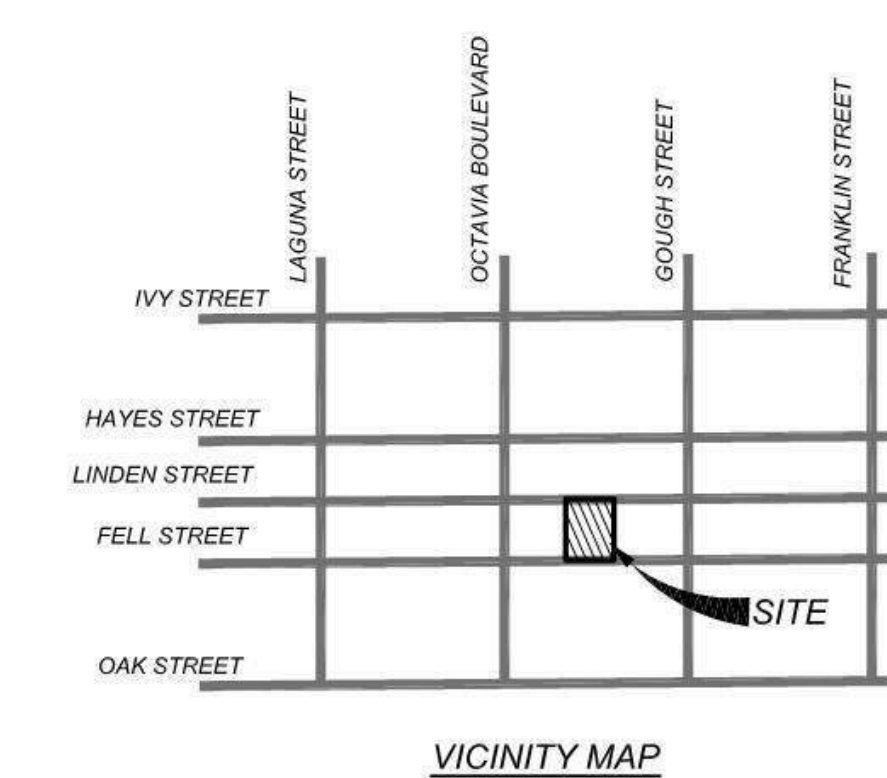 LAGUNA STREET
OCTAVIA BOULEVARD
GOUGH STREET
FRANKLIN STREET
IVY STREET
HAYES STREET
LINDEN STREET
FELL STREET
SITE
OAK STREET
VICINITY MAP